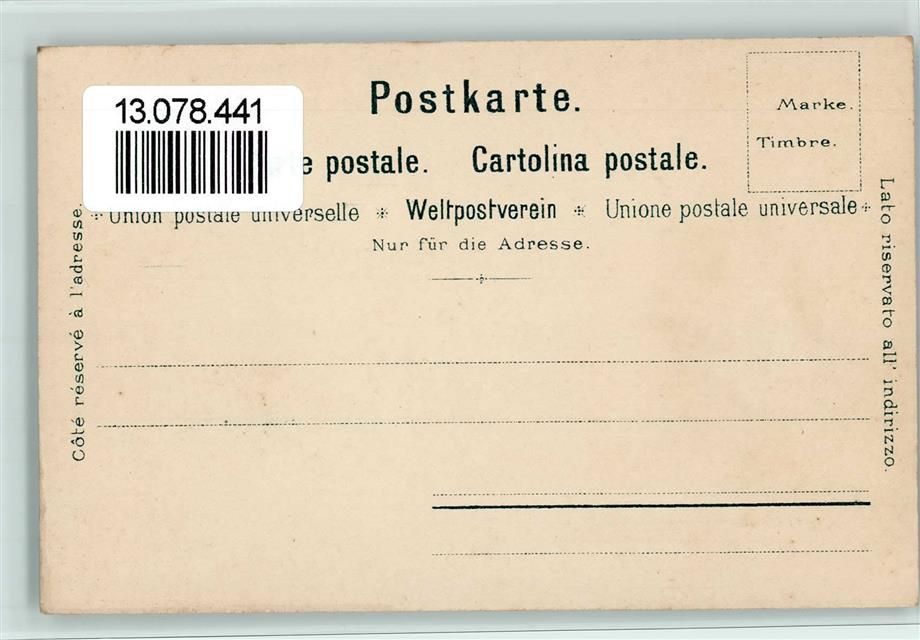 13.078.441
Postkarte.
Marke.
Timbre.
postale. Cartolina postale.
Union postale universelle Weltpostverein Unione postale universale
Nur für die Adresse.
Côté réservé à l'adresse.
Lato riservato all' indirizzo.